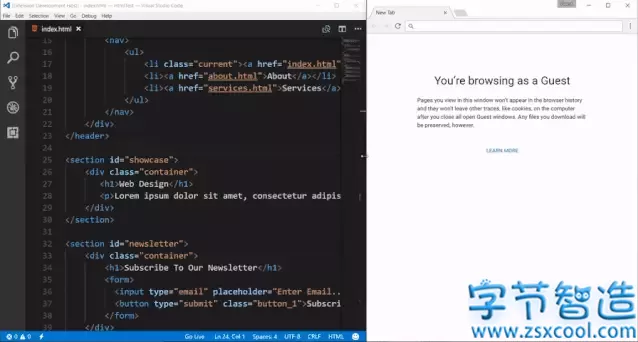 File Edit Selection View Go Debug Help
index.html
15 <nav>
16 <ul>
17 <li class="current"><a href="index.html"
18 <li><a href="about.html">About</a></li>
19 <li><a href="services.html">Services</a>
20 </ul>
21 </nav>
22 </div>
23 </header>
24
25 <section id="showcase">
26 <div class="container">
27 <h1>Web Design</h1>
28 <p>Lorem ipsum dolor sit amet, consectetur adipis
29 </div>
30 </section>
31
32 <section id="newsletter">
33 <div class="container">
34 <h1>Subscribe To Our Newsletter</h1>
35 <form>
36 <input type="email" placeholder="Enter Email..
37 <button type="submit" class="button_1">Subscri
38 </form>
39 </div>
0 0 Go Live Ln 24, Col 1 Spaces: 4 UTF-8 CRLF HTML
New Tab
You're browsing as a Guest
Pages you view in this window won't appear in the browser history
and they won't leave other traces, like cookies, on the computer
after you close all open Guest windows. Any files you download will
be preserved, however.
LEARN MORE
字节智造
www.zsxcool.com